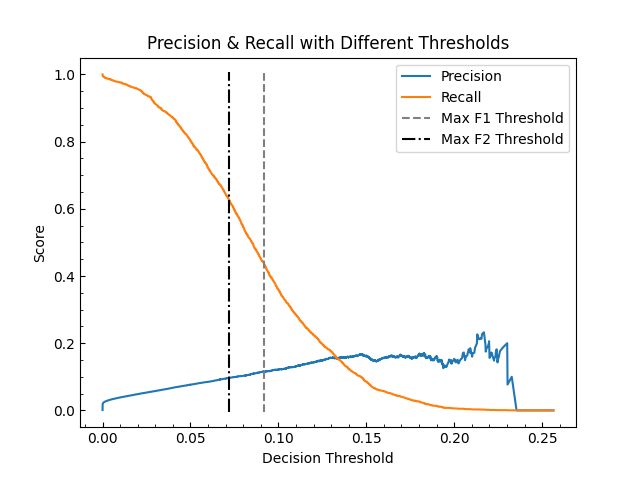 Precision & Recall with Different Thresholds
Precision
Recall
Max F1 Threshold
Max F2 Threshold
Score
1.0
0.8
0.6
0.4
0.2
0.0
0.00 0.05 0.10 0.15 0.20 0.25
Decision Threshold